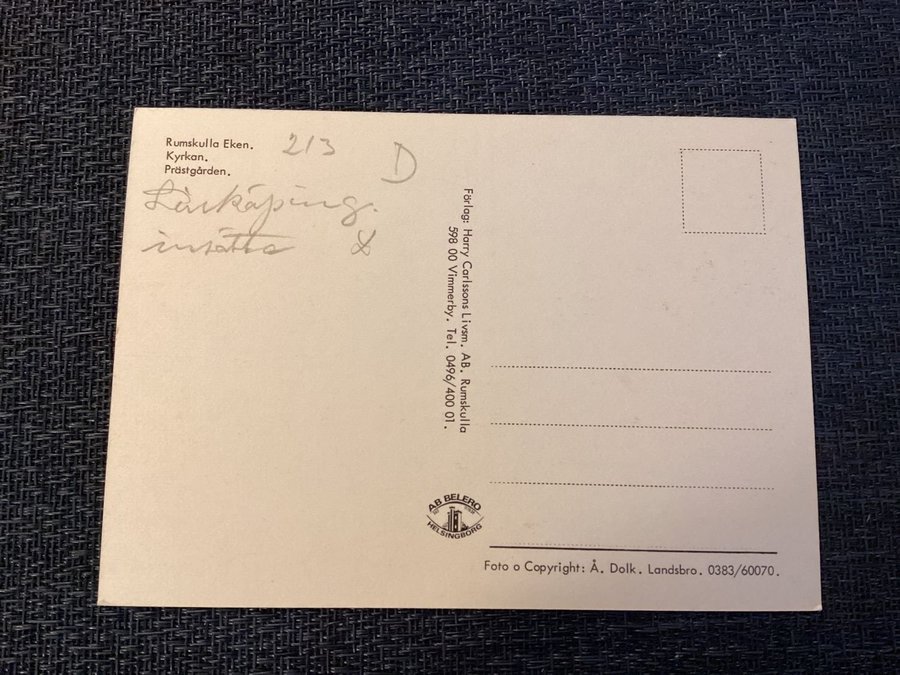 Rumskulla Eken.
Kyrkan.
Prästgården.
213
D
Förlag: Harry Carlssons Livsm. AB. Rumskulla
598 00 Vimmerby. Tel. 0496/400 01.
AB BELERO
HELSINGBORG
Foto o Copyright: Å. Dolk. Landsbro. 0383/60070.